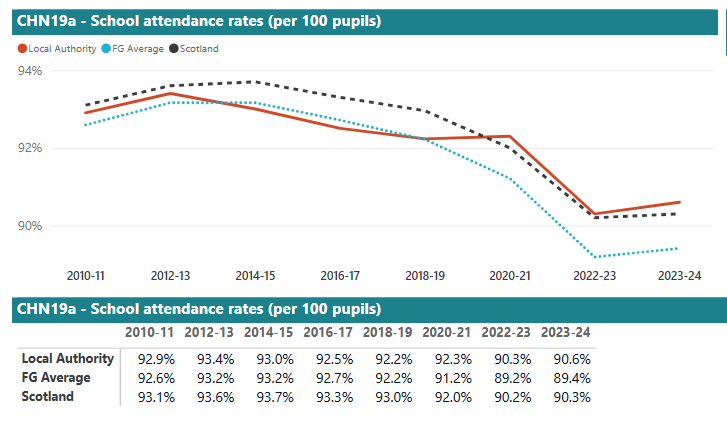 CHN19a - School attendance rates (per 100 pupils)
Local Authority FG Average Scotland
94%
92%
90%
2010-11 2012-13 2014-15 2016-17 2018-19 2020-21 2022-23 2023-24
CHN19a - School attendance rates (per 100 pupils)
2010-11 2012-13 2014-15 2016-17 2018-19 2020-21 2022-23 2023-24
Local Authority 92.9% 93.4% 93.0% 92.5% 92.2% 92.3% 90.3% 90.6%
FG Average 92.6% 93.2% 93.2% 92.7% 92.2% 91.2% 89.2% 89.4%
Scotland 93.1% 93.6% 93.7% 93.3% 93.0% 92.0% 90.2% 90.3%